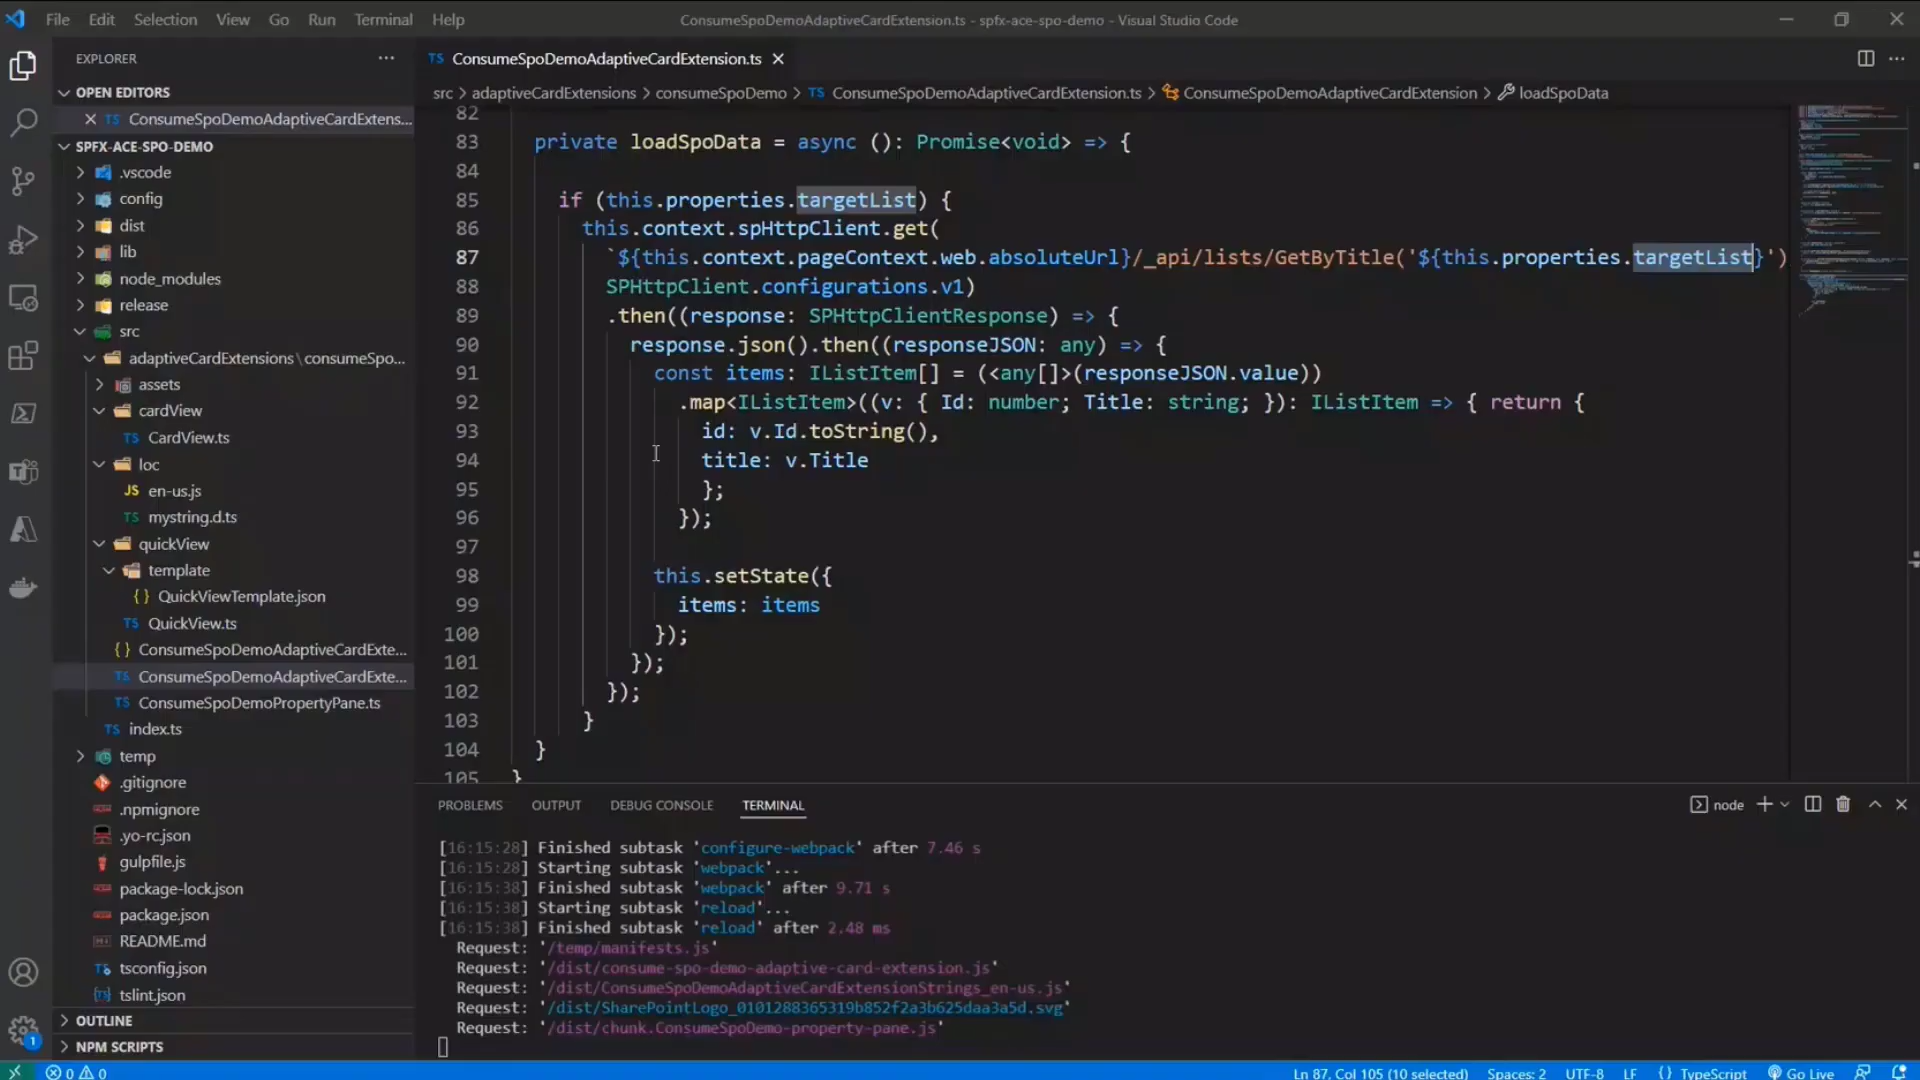 File Edit Selection View Go Run Terminal Help
ConsumeSpoDemoAdaptiveCardExtension.ts - spfx-ace-spo-demo - Visual Studio Code
EXPLORER
OPEN EDITORS
TS ConsumeSpoDemoAdaptiveCardExtens...
SPFX-ACE-SPO-DEMO
.vscode
config
dist
lib
node_modules
release
src
adaptiveCardExtensions\consumeSpo...
assets
cardView
TS CardView.ts
loc
JS en-us.js
TS mystring.d.ts
quickView
template
{} QuickViewTemplate.json
TS QuickView.ts
{} ConsumeSpoDemoAdaptiveCardExte...
TS ConsumeSpoDemoAdaptiveCardExte...
TS ConsumeSpoDemoPropertyPane.ts
TS index.ts
temp
.gitignore
.npmignore
.yo-rc.json
gulpfile.js
package-lock.json
package.json
README.md
tsconfig.json
tslint.json
OUTLINE
NPM SCRIPTS
TS ConsumeSpoDemoAdaptiveCardExtension.ts
src > adaptiveCardExtensions > consumeSpoDemo > TS ConsumeSpoDemoAdaptiveCardExtension.ts > ConsumeSpoDemoAdaptiveCardExtension > loadSpoData
82
83 private loadSpoData = async (): Promise<void> => {
84
85 if (this.properties.targetList) {
86 this.context.spHttpClient.get(
87 `${this.context.pageContext.web.absoluteUrl}/_api/lists/GetByTitle('${this.properties.targetList}')
88 SPHttpClient.configurations.v1)
89 .then((response: SPHttpClientResponse) => {
90 response.json().then((responseJSON: any) => {
91 const items: IListItem[] = (<any[]>(responseJSON.value))
92 .map<IListItem>((v: { Id: number; Title: string; }): IListItem => { return {
93 id: v.Id.toString(),
94 title: v.Title
95 };
96 });
97
98 this.setState({
99 items: items
100 });
101 });
102 });
103 }
104 }
105 }
PROBLEMS OUTPUT DEBUG CONSOLE TERMINAL
node
[16:15:28] Finished subtask 'configure-webpack' after 7.46 s
[16:15:28] Starting subtask 'webpack'...
[16:15:38] Finished subtask 'webpack' after 9.71 s
[16:15:38] Starting subtask 'reload'...
[16:15:38] Finished subtask 'reload' after 2.48 ms
Request: '/temp/manifests.js'
Request: '/dist/consume-spo-demo-adaptive-card-extension.js'
Request: '/dist/ConsumeSpoDemoAdaptiveCardExtensionStrings_en-us.js'
Request: '/dist/SharePointLogo_0101288365319b852f2a3b625daa3a5d.svg'
Request: '/dist/chunk.ConsumeSpoDemo-property-pane.js'
1
0 0
Ln 87, Col 105 (10 selected) Spaces: 2 UTF-8 LF {} TypeScript Go Live